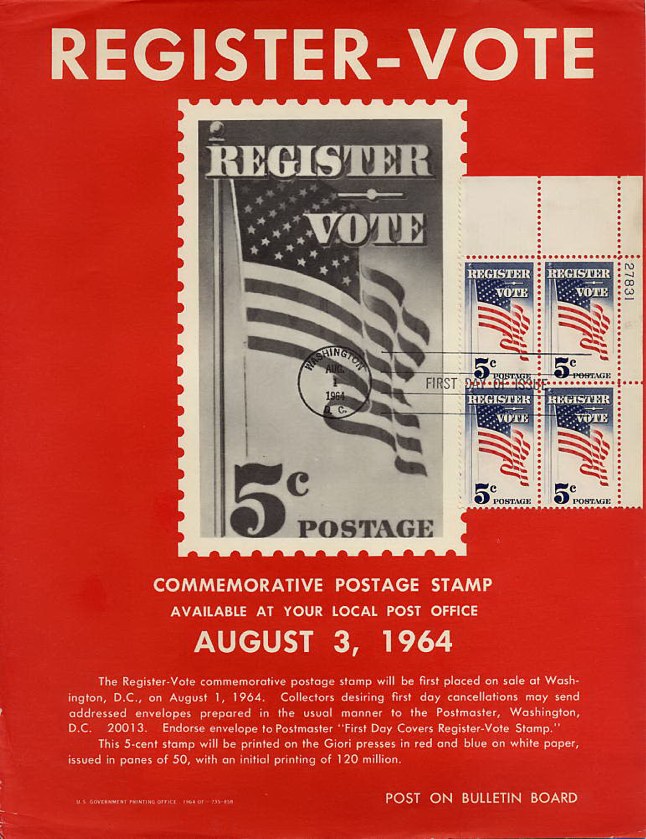 REGISTER-VOTE
REGISTER
VOTE
5c
POSTAGE
WASHINGTON
AUG.
1
1964
D. C.
FIRST DAY OF ISSUE
27831
REGISTER
VOTE
5c
POSTAGE
REGISTER
VOTE
5c
POSTAGE
REGISTER
VOTE
5c
POSTAGE
REGISTER
VOTE
5c
POSTAGE
COMMEMORATIVE POSTAGE STAMP
AVAILABLE AT YOUR LOCAL POST OFFICE
AUGUST 3, 1964
The Register-Vote commemorative postage stamp will be first placed on sale at Wash-
ington, D.C., on August 1, 1964. Collectors desiring first day cancellations may send
addressed envelopes prepared in the usual manner to the Postmaster, Washington,
D.C. 20013. Endorse envelope to Postmaster "First Day Covers Register-Vote Stamp."
This 5-cent stamp will be printed on the Giori presses in red and blue on white paper,
issued in panes of 50, with an initial printing of 120 million.
U.S. GOVERNMENT PRINTING OFFICE : 1964 OF
POST ON BULLETIN BOARD